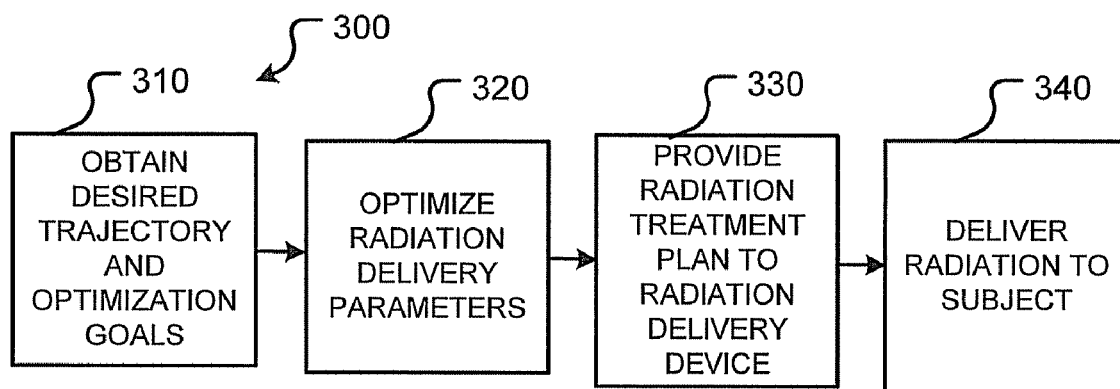 300
310
OBTAIN
DESIRED
TRAJECTORY
AND
OPTIMIZATION
GOALS
320
OPTIMIZE
RADIATION
DELIVERY
PARAMETERS
330
PROVIDE
RADIATION
TREATMENT
PLAN TO
RADIATION
DELIVERY
DEVICE
340
DELIVER
RADIATION TO
SUBJECT